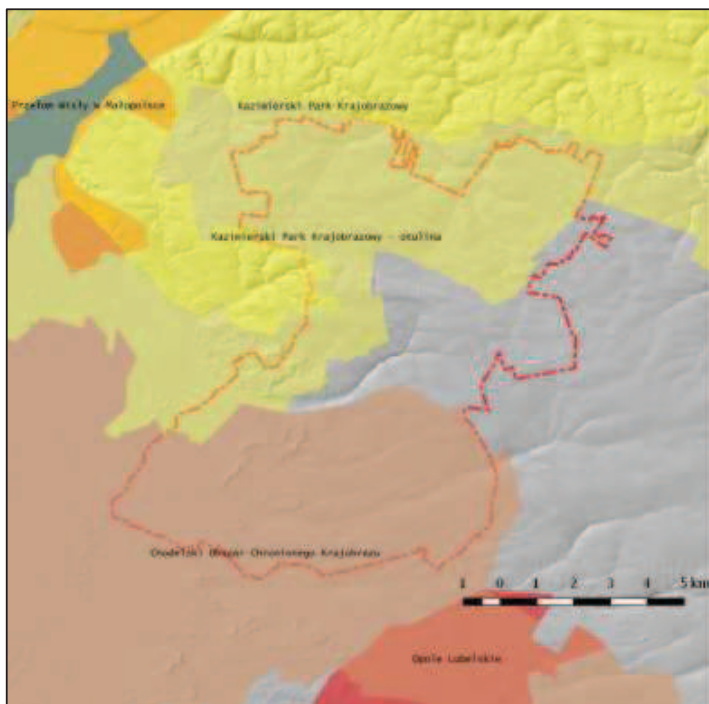 Przełom Wisły w Małopolsce
Kazimierski Park Krajobrazowy
Kazimierski Park Krajobrazowy - otulina
Chodelski Obszar Chronionego Krajobrazu
1 0 1 2 3 4 5 km
Opole Lubelskie